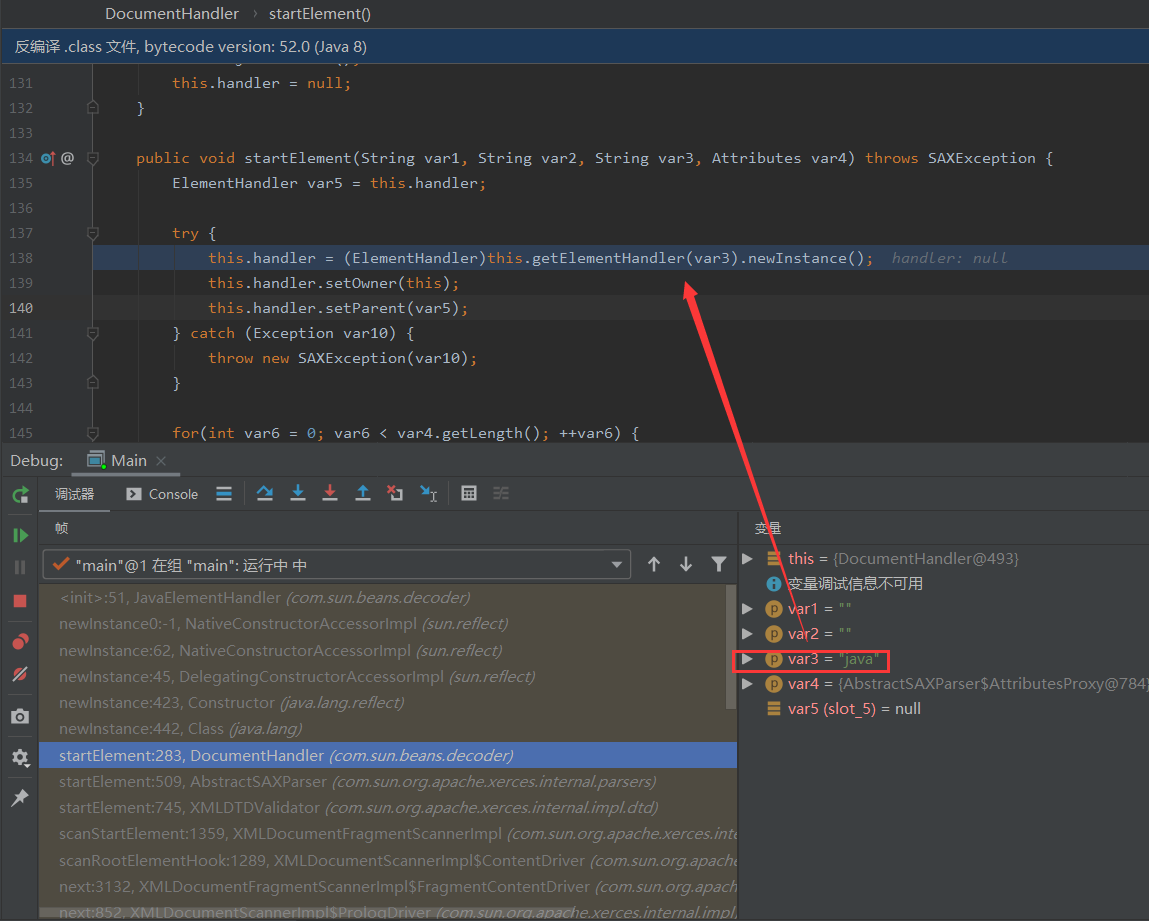 DocumentHandler › startElement()
反编译 .class 文件, bytecode version: 52.0 (Java 8)
131 this.handler = null;
132 }
133
134 @ public void startElement(String var1, String var2, String var3, Attributes var4) throws SAXException {
135 ElementHandler var5 = this.handler;
136
137 try {
138 this.handler = (ElementHandler)this.getElementHandler(var3).newInstance(); handler: null
139 this.handler.setOwner(this);
140 this.handler.setParent(var5);
141 } catch (Exception var10) {
142 throw new SAXException(var10);
143 }
144
145 for(int var6 = 0; var6 < var4.getLength(); ++var6) {
Debug: Main
调试器 Console
帧
"main"@1 在组 "main": 运行中 中
<init>:51, JavaElementHandler (com.sun.beans.decoder)
newInstance0:-1, NativeConstructorAccessorImpl (sun.reflect)
newInstance:62, NativeConstructorAccessorImpl (sun.reflect)
newInstance:45, DelegatingConstructorAccessorImpl (sun.reflect)
newInstance:423, Constructor (java.lang.reflect)
newInstance:442, Class (java.lang)
startElement:283, DocumentHandler (com.sun.beans.decoder)
startElement:509, AbstractSAXParser (com.sun.org.apache.xerces.internal.parsers)
startElement:745, XMLDTDValidator (com.sun.org.apache.xerces.internal.impl.dtd)
scanStartElement:1359, XMLDocumentFragmentScannerImpl (com.sun.org.apache.xerces.inte
scanRootElementHook:1289, XMLDocumentScannerImpl$ContentDriver (com.sun.org.apache
next:3132, XMLDocumentFragmentScannerImpl$FragmentContentDriver (com.sun.org.apach
next:852, XMLDocumentScannerImpl$PrologDriver (com.sun.org.apache.xerces.internal.impl
变量
this = {DocumentHandler@493}
变量调试信息不可用
p var1 = ""
p var2 = ""
p var3 = "java"
p var4 = {AbstractSAXParser$AttributesProxy@784}
var5 (slot_5) = null